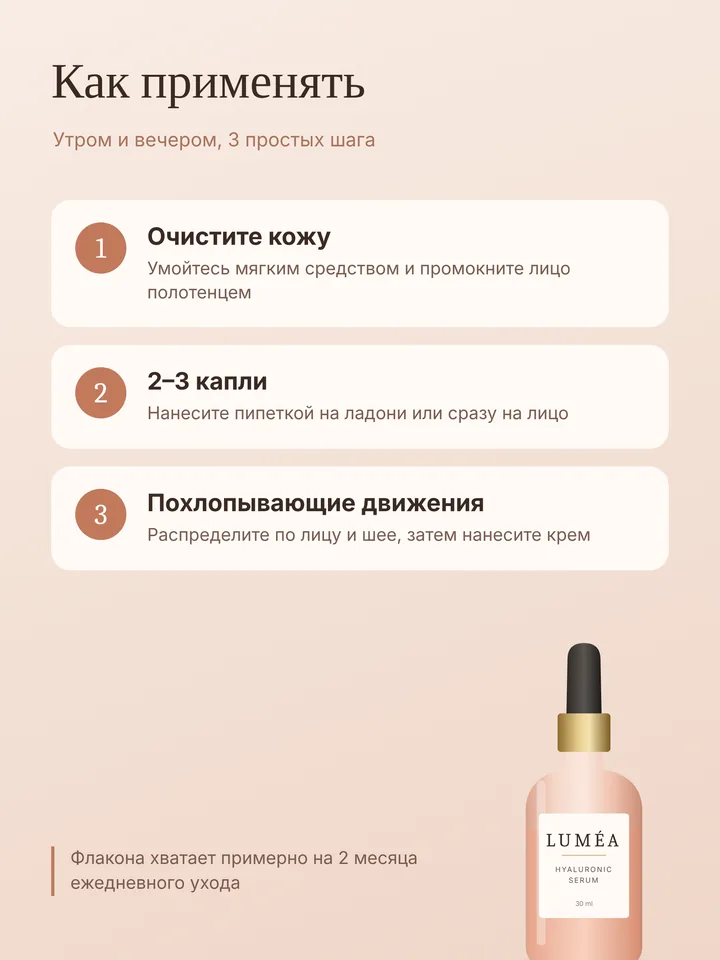 Как применять
Утром и вечером, 3 простых шага
1
Очистите кожу
Умойтесь мягким средством и промокните лицо
полотенцем
2
2–3 капли
Нанесите пипеткой на ладони или сразу на лицо
3
Похлопывающие движения
Распределите по лицу и шее, затем нанесите крем
Флакона хватает примерно на 2 месяца
ежедневного ухода
LUMÉA
HYALURONIC
SERUM
30 ml